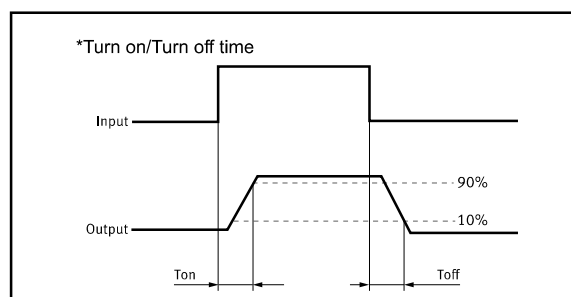 *Turn on/Turn off time
Input
90%
10%
Output
Ton
Toff